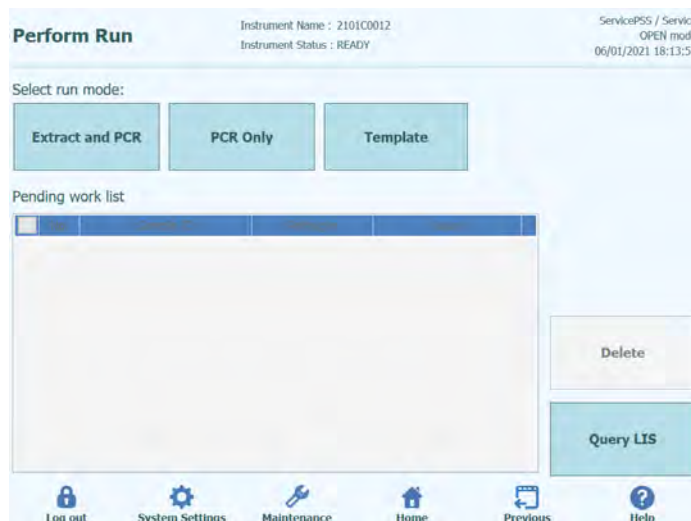 Perform Run
Instrument Name : 2101C0012
Instrument Status : READY
ServicePSS / Servic
OPEN mod
06/01/2021 18:13:5
Select run mode:
Extract and PCR
PCR Only
Template
Pending work list
Delete
Query LIS
Log out
System Settings
Maintenance
Home
Previous
Help